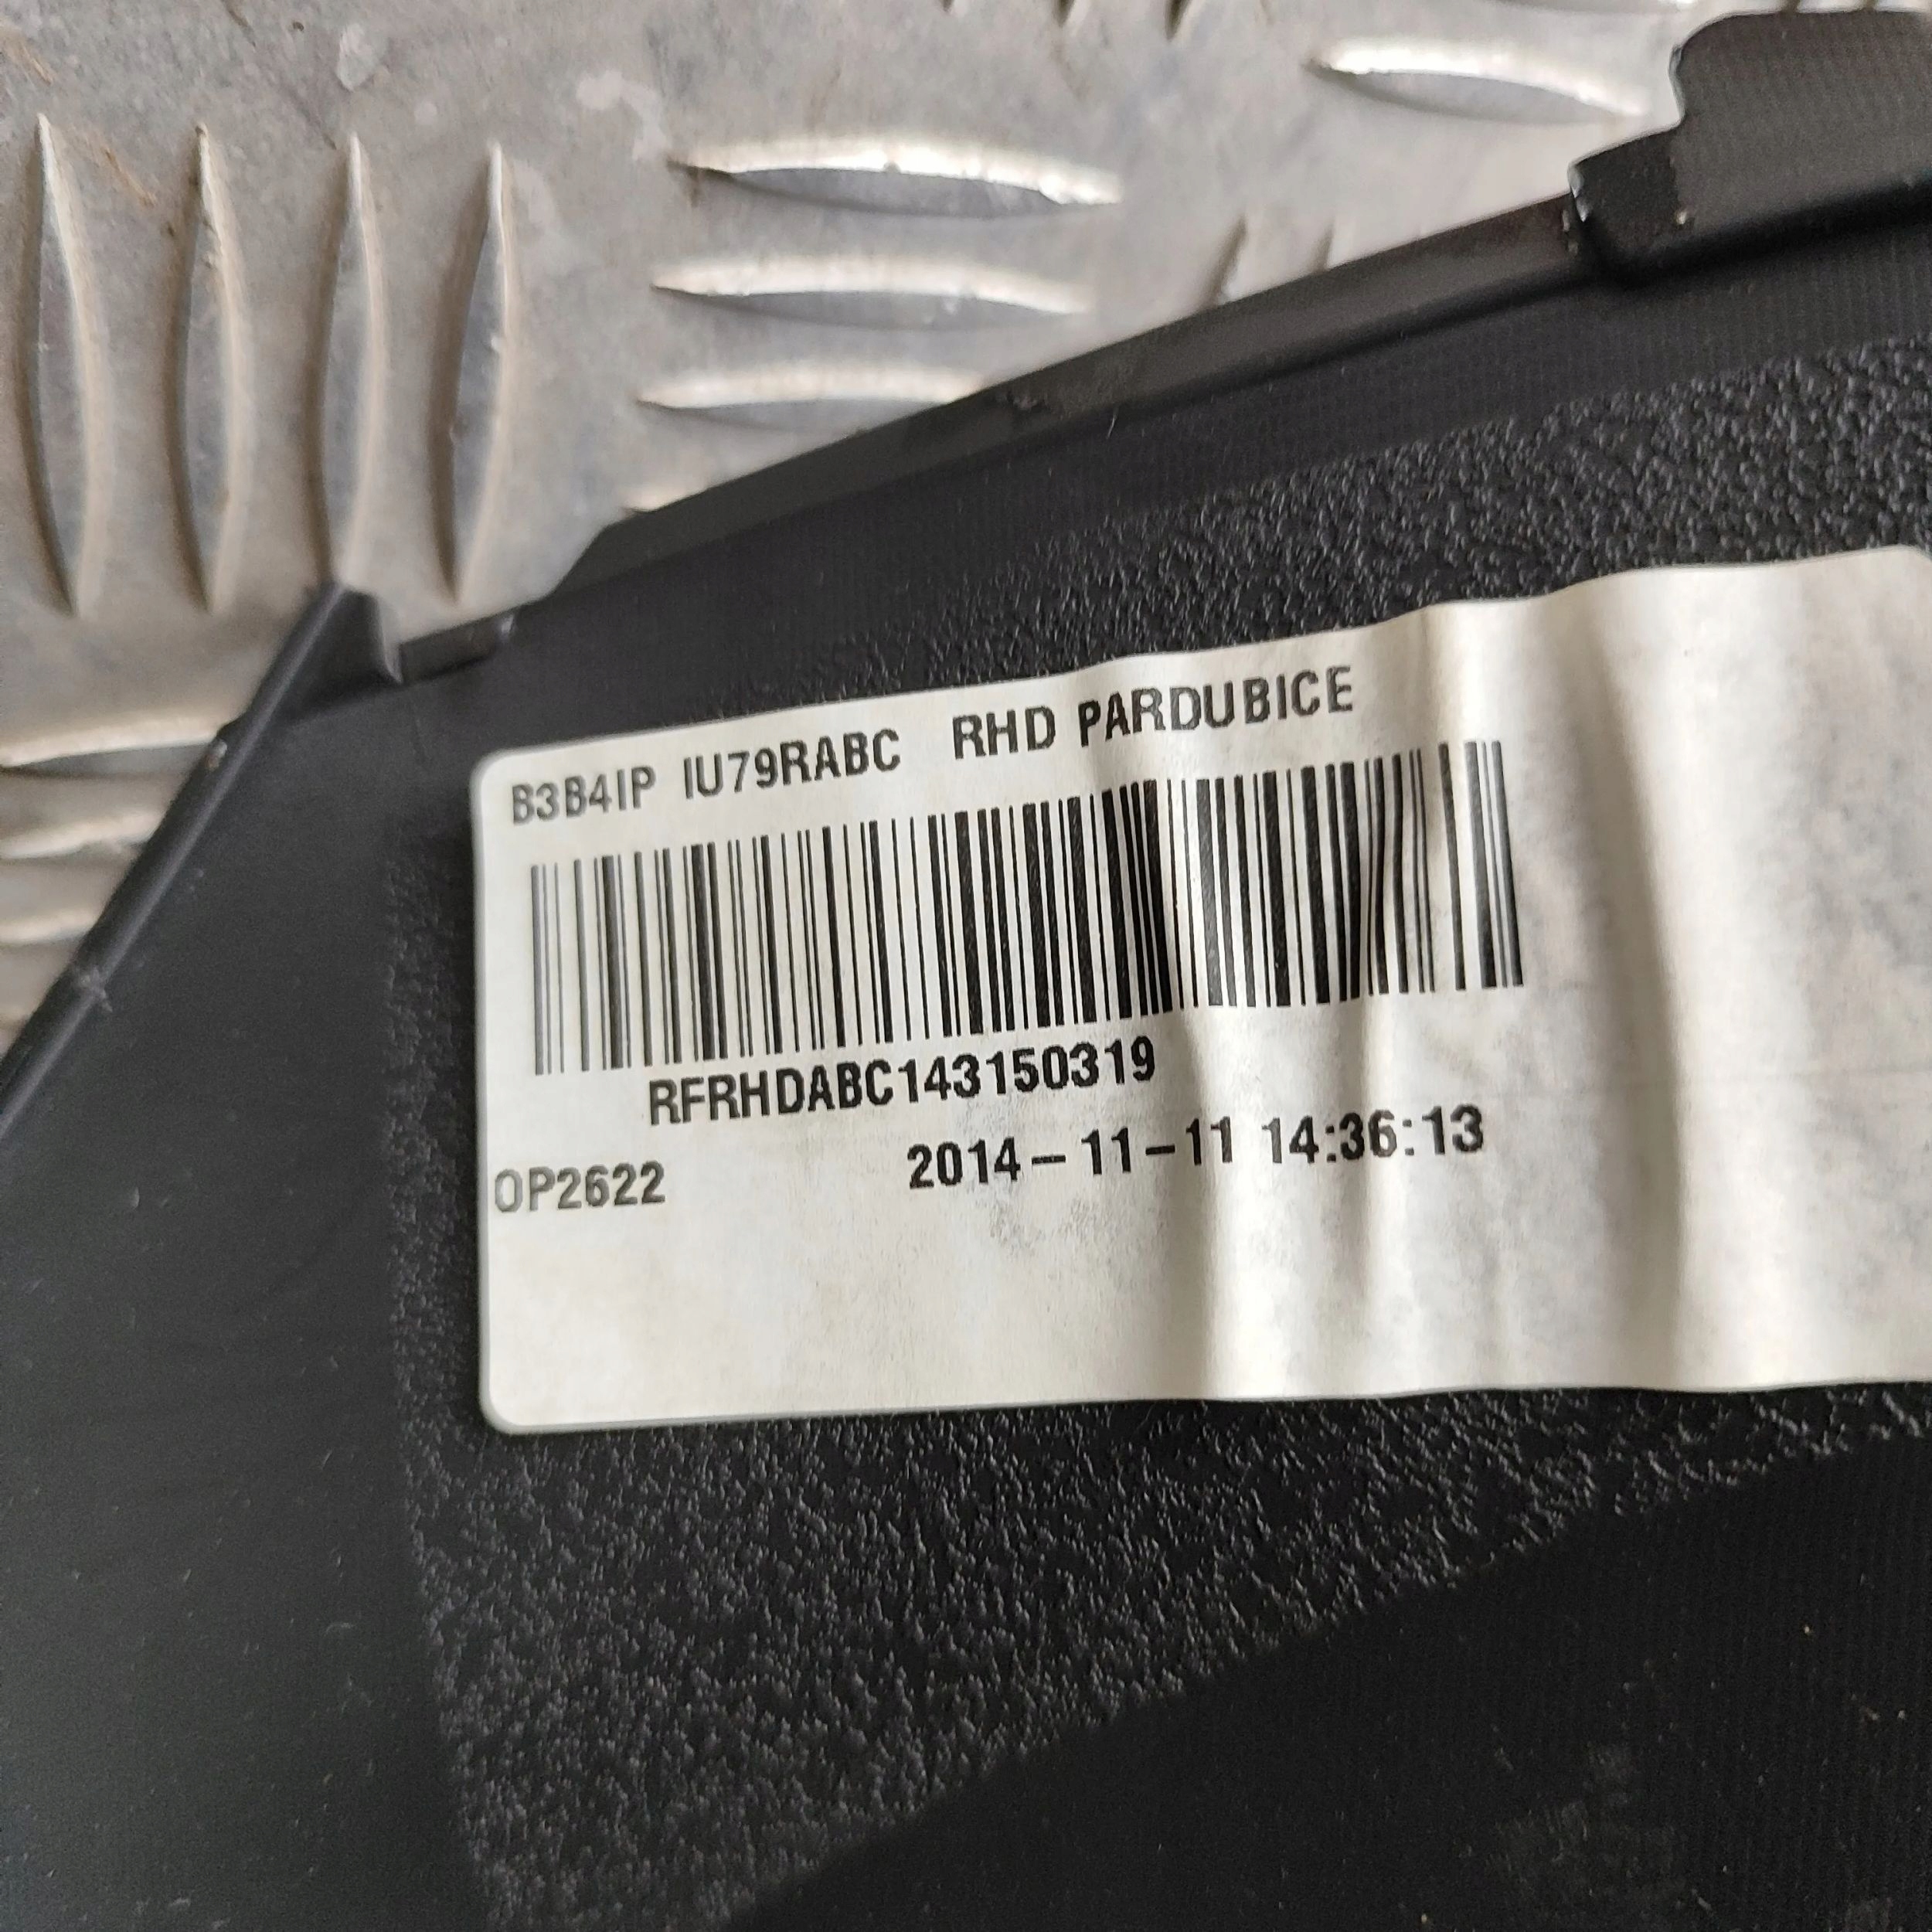 B3B4IP IU79RABC RHD PARDUBICE
RFRHDABC143150319
2014-11-11 14:36:13
OP2622